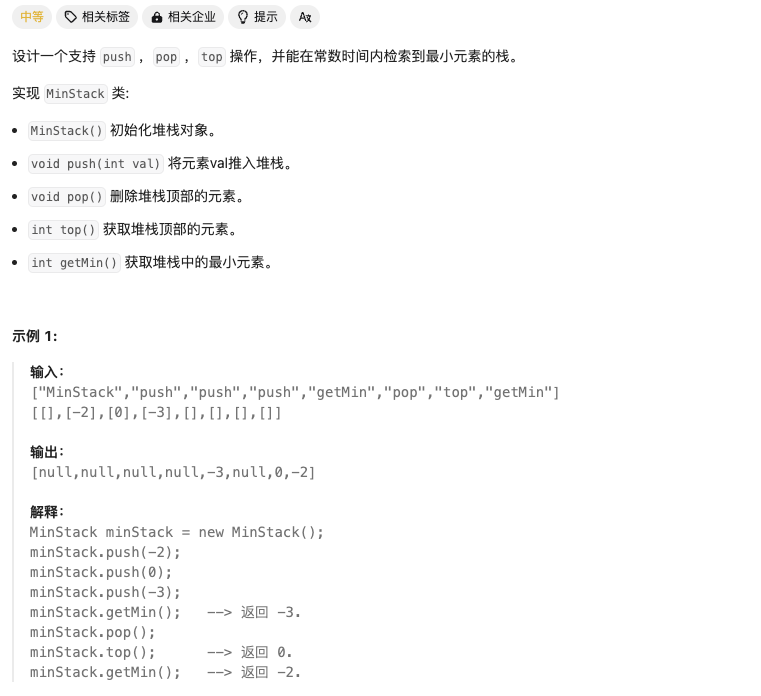 中等 相关标签 相关企业 提示
设计一个支持 push ，pop ，top 操作，并能在常数时间内检索到最小元素的栈。
实现 MinStack 类:
• MinStack() 初始化堆栈对象。
• void push(int val) 将元素val推入堆栈。
• void pop() 删除堆栈顶部的元素。
• int top() 获取堆栈顶部的元素。
• int getMin() 获取堆栈中的最小元素。
示例 1:
输入：
["MinStack","push","push","push","getMin","pop","top","getMin"]
[[],[-2],[0],[-3],[],[],[],[]]
输出：
[null,null,null,null,-3,null,0,-2]
解释：
MinStack minStack = new MinStack();
minStack.push(-2);
minStack.push(0);
minStack.push(-3);
minStack.getMin();   --> 返回 -3.
minStack.pop();
minStack.top();      --> 返回 0.
minStack.getMin();   --> 返回 -2.